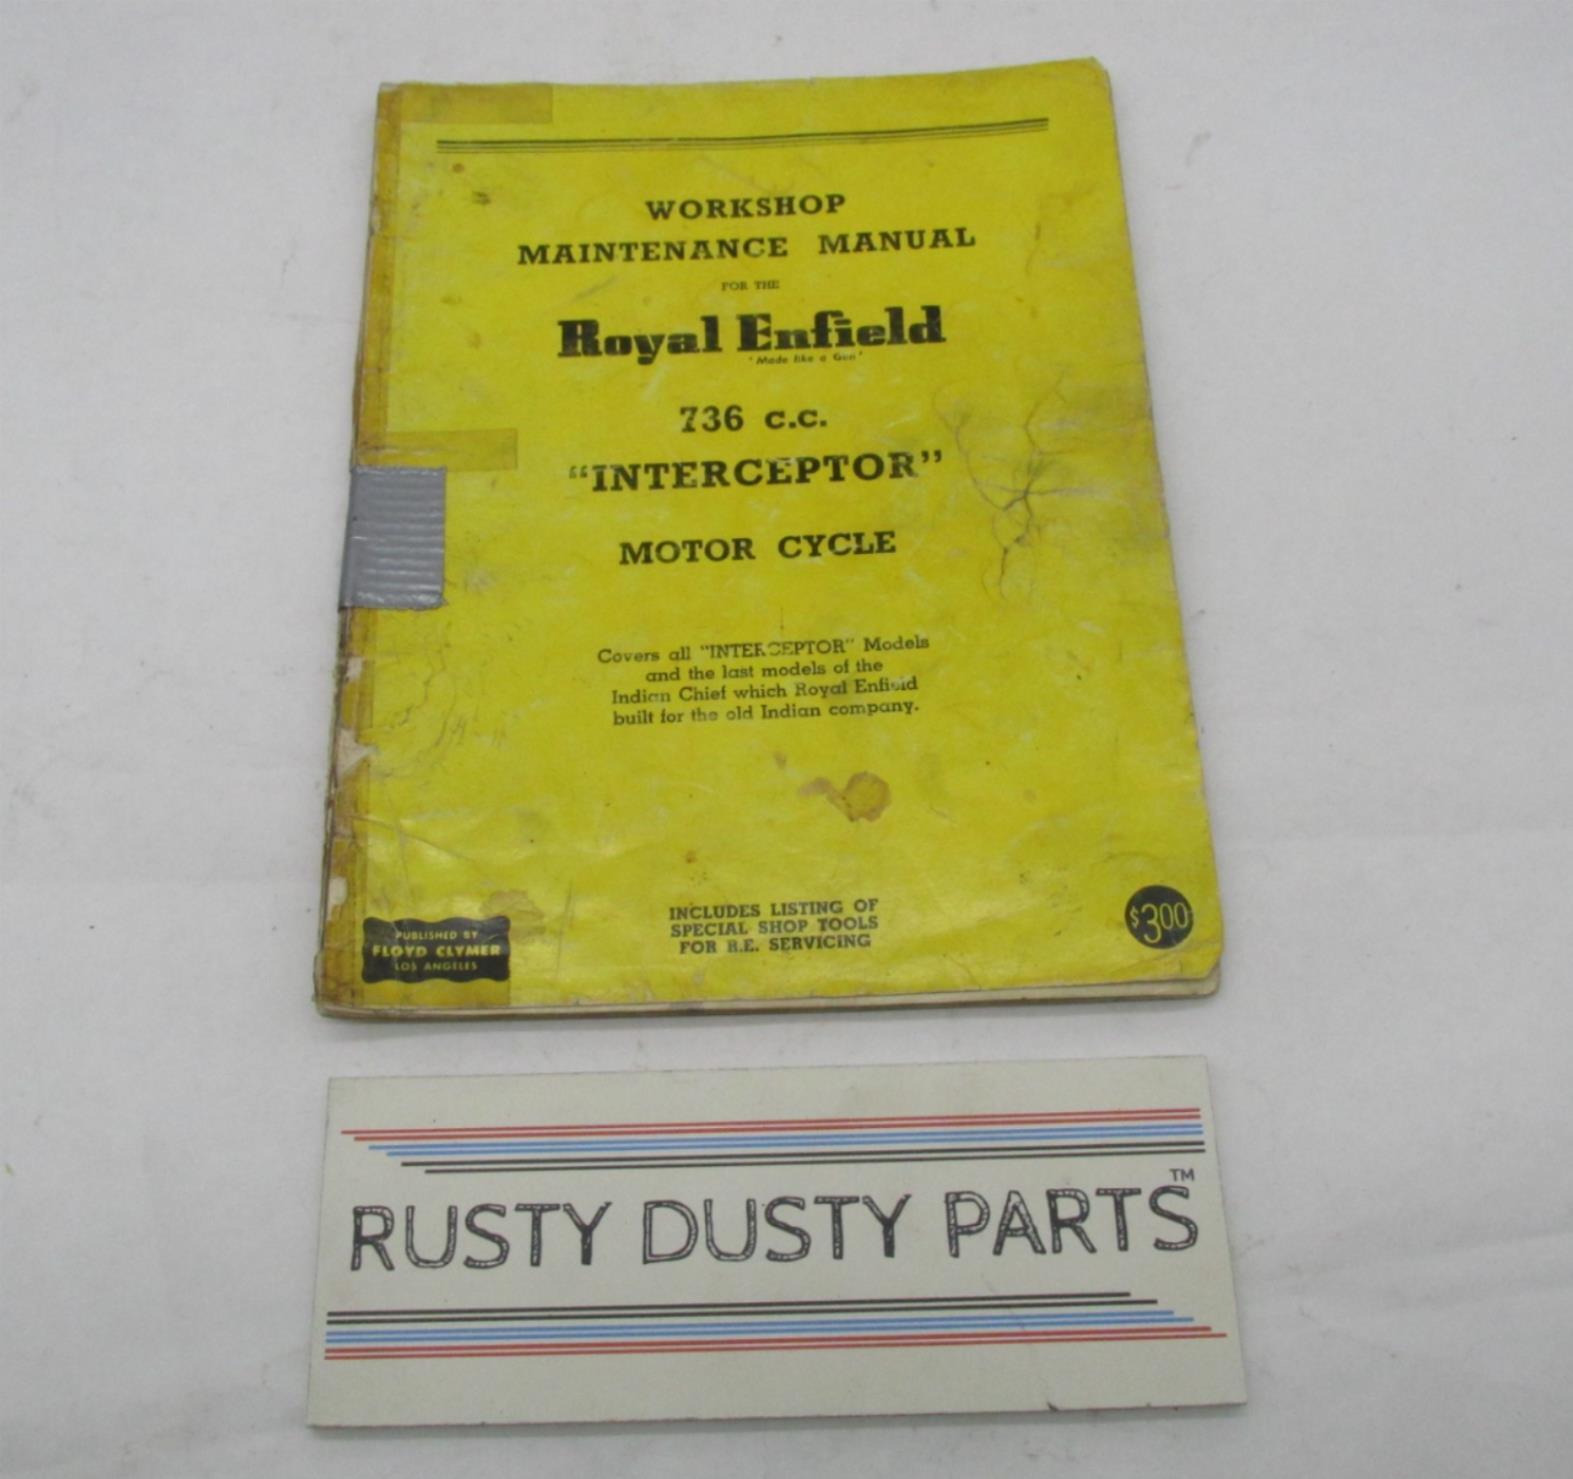 WORKSHOP
MAINTENANCE MANUAL
FOR THE
Royal Enfield
'Made like a Gun'
736 c.c.
“INTERCEPTOR”
MOTOR CYCLE
Covers all "INTERCEPTOR" Models
and the last models of the
Indian Chief which Royal Enfield
built for the old Indian company.
INCLUDES LISTING OF
SPECIAL SHOP TOOLS
FOR R.E. SERVICING
PUBLISHED BY
FLOYD CLYMER
LOS ANGELES
$3.00
RUSTY DUSTY PARTS™